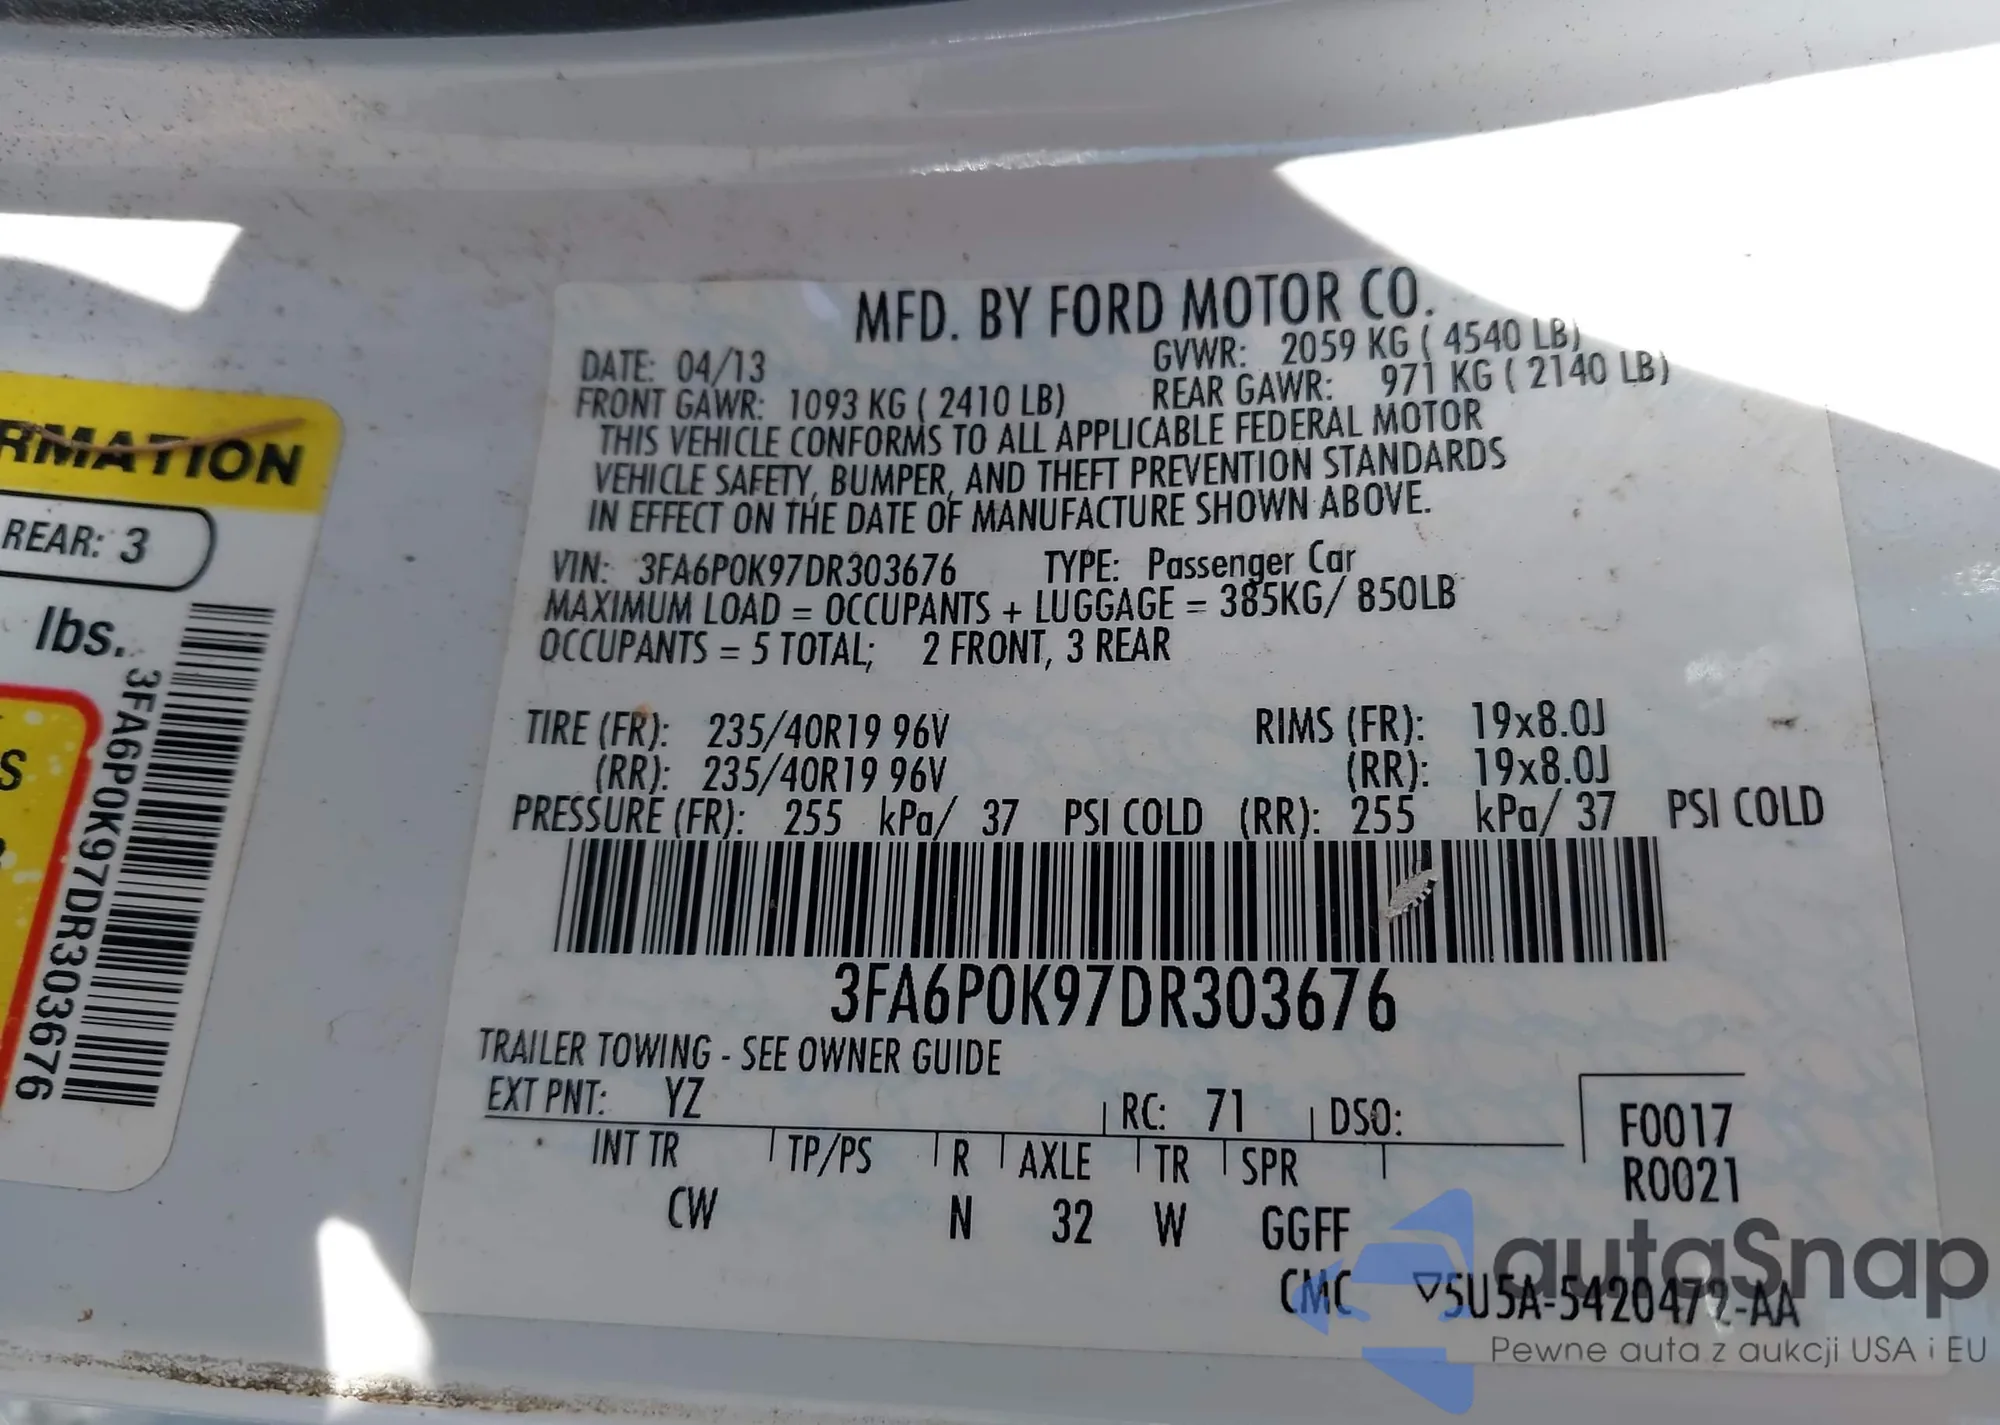 MFD. BY FORD MOTOR CO.
DATE: 04/13 GVWR: 2059 KG ( 4540 LB)
FRONT GAWR: 1093 KG ( 2410 LB) REAR GAWR: 971 KG ( 2140 LB)
THIS VEHICLE CONFORMS TO ALL APPLICABLE FEDERAL MOTOR
VEHICLE SAFETY, BUMPER, AND THEFT PREVENTION STANDARDS
IN EFFECT ON THE DATE OF MANUFACTURE SHOWN ABOVE.
VIN: 3FA6P0K97DR303676 TYPE: Passenger Car
MAXIMUM LOAD = OCCUPANTS + LUGGAGE = 385KG/ 850LB
OCCUPANTS = 5 TOTAL; 2 FRONT, 3 REAR
TIRE (FR): 235/40R19 96V RIMS (FR): 19x8.0J
(RR): 235/40R19 96V (RR): 19x8.0J
PRESSURE (FR): 255 kPa/ 37 PSI COLD (RR): 255 kPa/ 37 PSI COLD
3FA6P0K97DR303676
TRAILER TOWING - SEE OWNER GUIDE
EXT PNT: YZ RC: 71 DSO:
F0017
R0021
INT TR TP/PS R AXLE TR SPR
CW N 32 W GGFF
CMC ▽5U5A-5420472-AA
RMATION
REAR: 3
lbs.
3FA6P0K97DR303676
S
autaSnap
Pewne auta z aukcji USA i EU